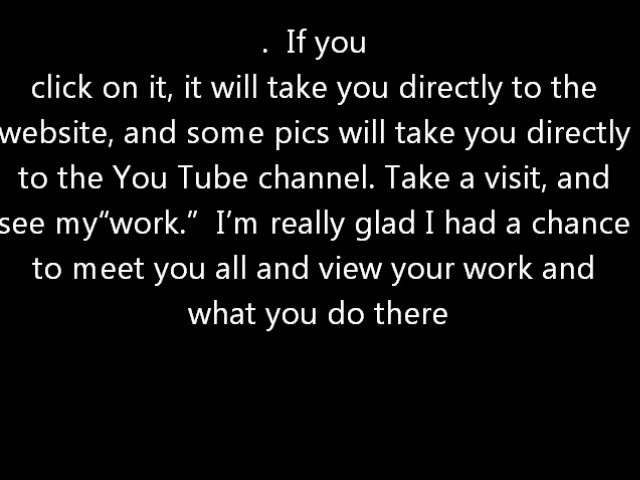 .  If you
click on it, it will take you directly to the
website, and some pics will take you directly
to the You Tube channel. Take a visit, and
see my“work.”  I’m really glad I had a chance
to meet you all and view your work and
what you do there